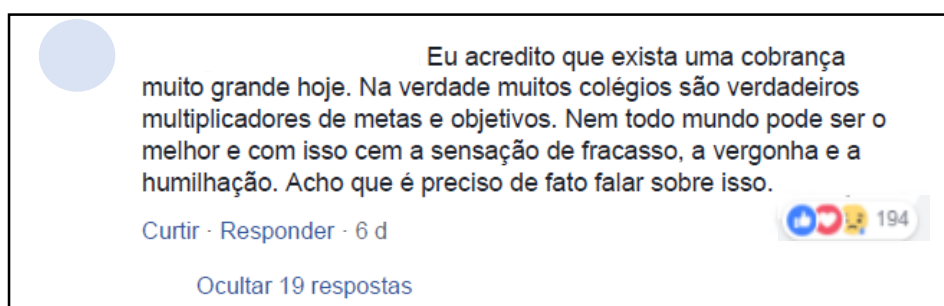 Eu acredito que exista uma cobrança
muito grande hoje. Na verdade muitos colégios são verdadeiros
multiplicadores de metas e objetivos. Nem todo mundo pode ser o
melhor e com isso cem a sensação de fracasso, a vergonha e a
humilhação. Acho que é preciso de fato falar sobre isso.
194
Curtir · Responder · 6 d
Ocultar 19 respostas